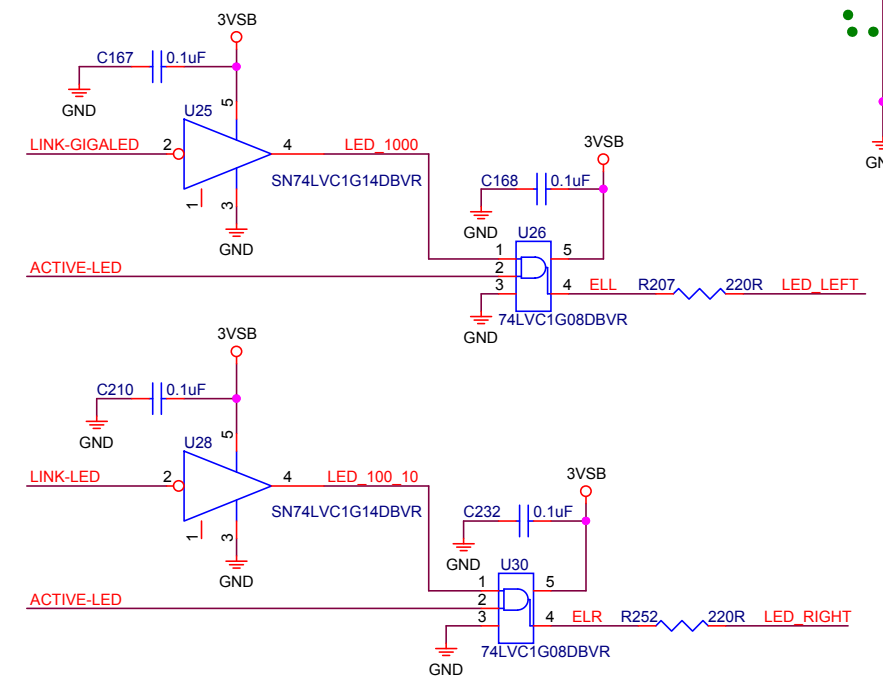 3VSB
C167 0.1uF
GND
5
U25
LINK-GIGALED 2 4 LED_1000
SN74LVC1G14DBVR
1 3
GND
3VSB
C168 0.1uF
GND
U26
1 5
ACTIVE-LED 2
3 4 ELL R207 220R LED_LEFT
74LVC1G08DBVR
GND
3VSB
C210 0.1uF
GND
5
U28
LINK-LED 2 4 LED_100_10
SN74LVC1G14DBVR
1 3
GND
3VSB
C232 0.1uF
GND
U30
1 5
ACTIVE-LED 2
3 4 ELR R252 220R LED_RIGHT
74LVC1G08DBVR
GND